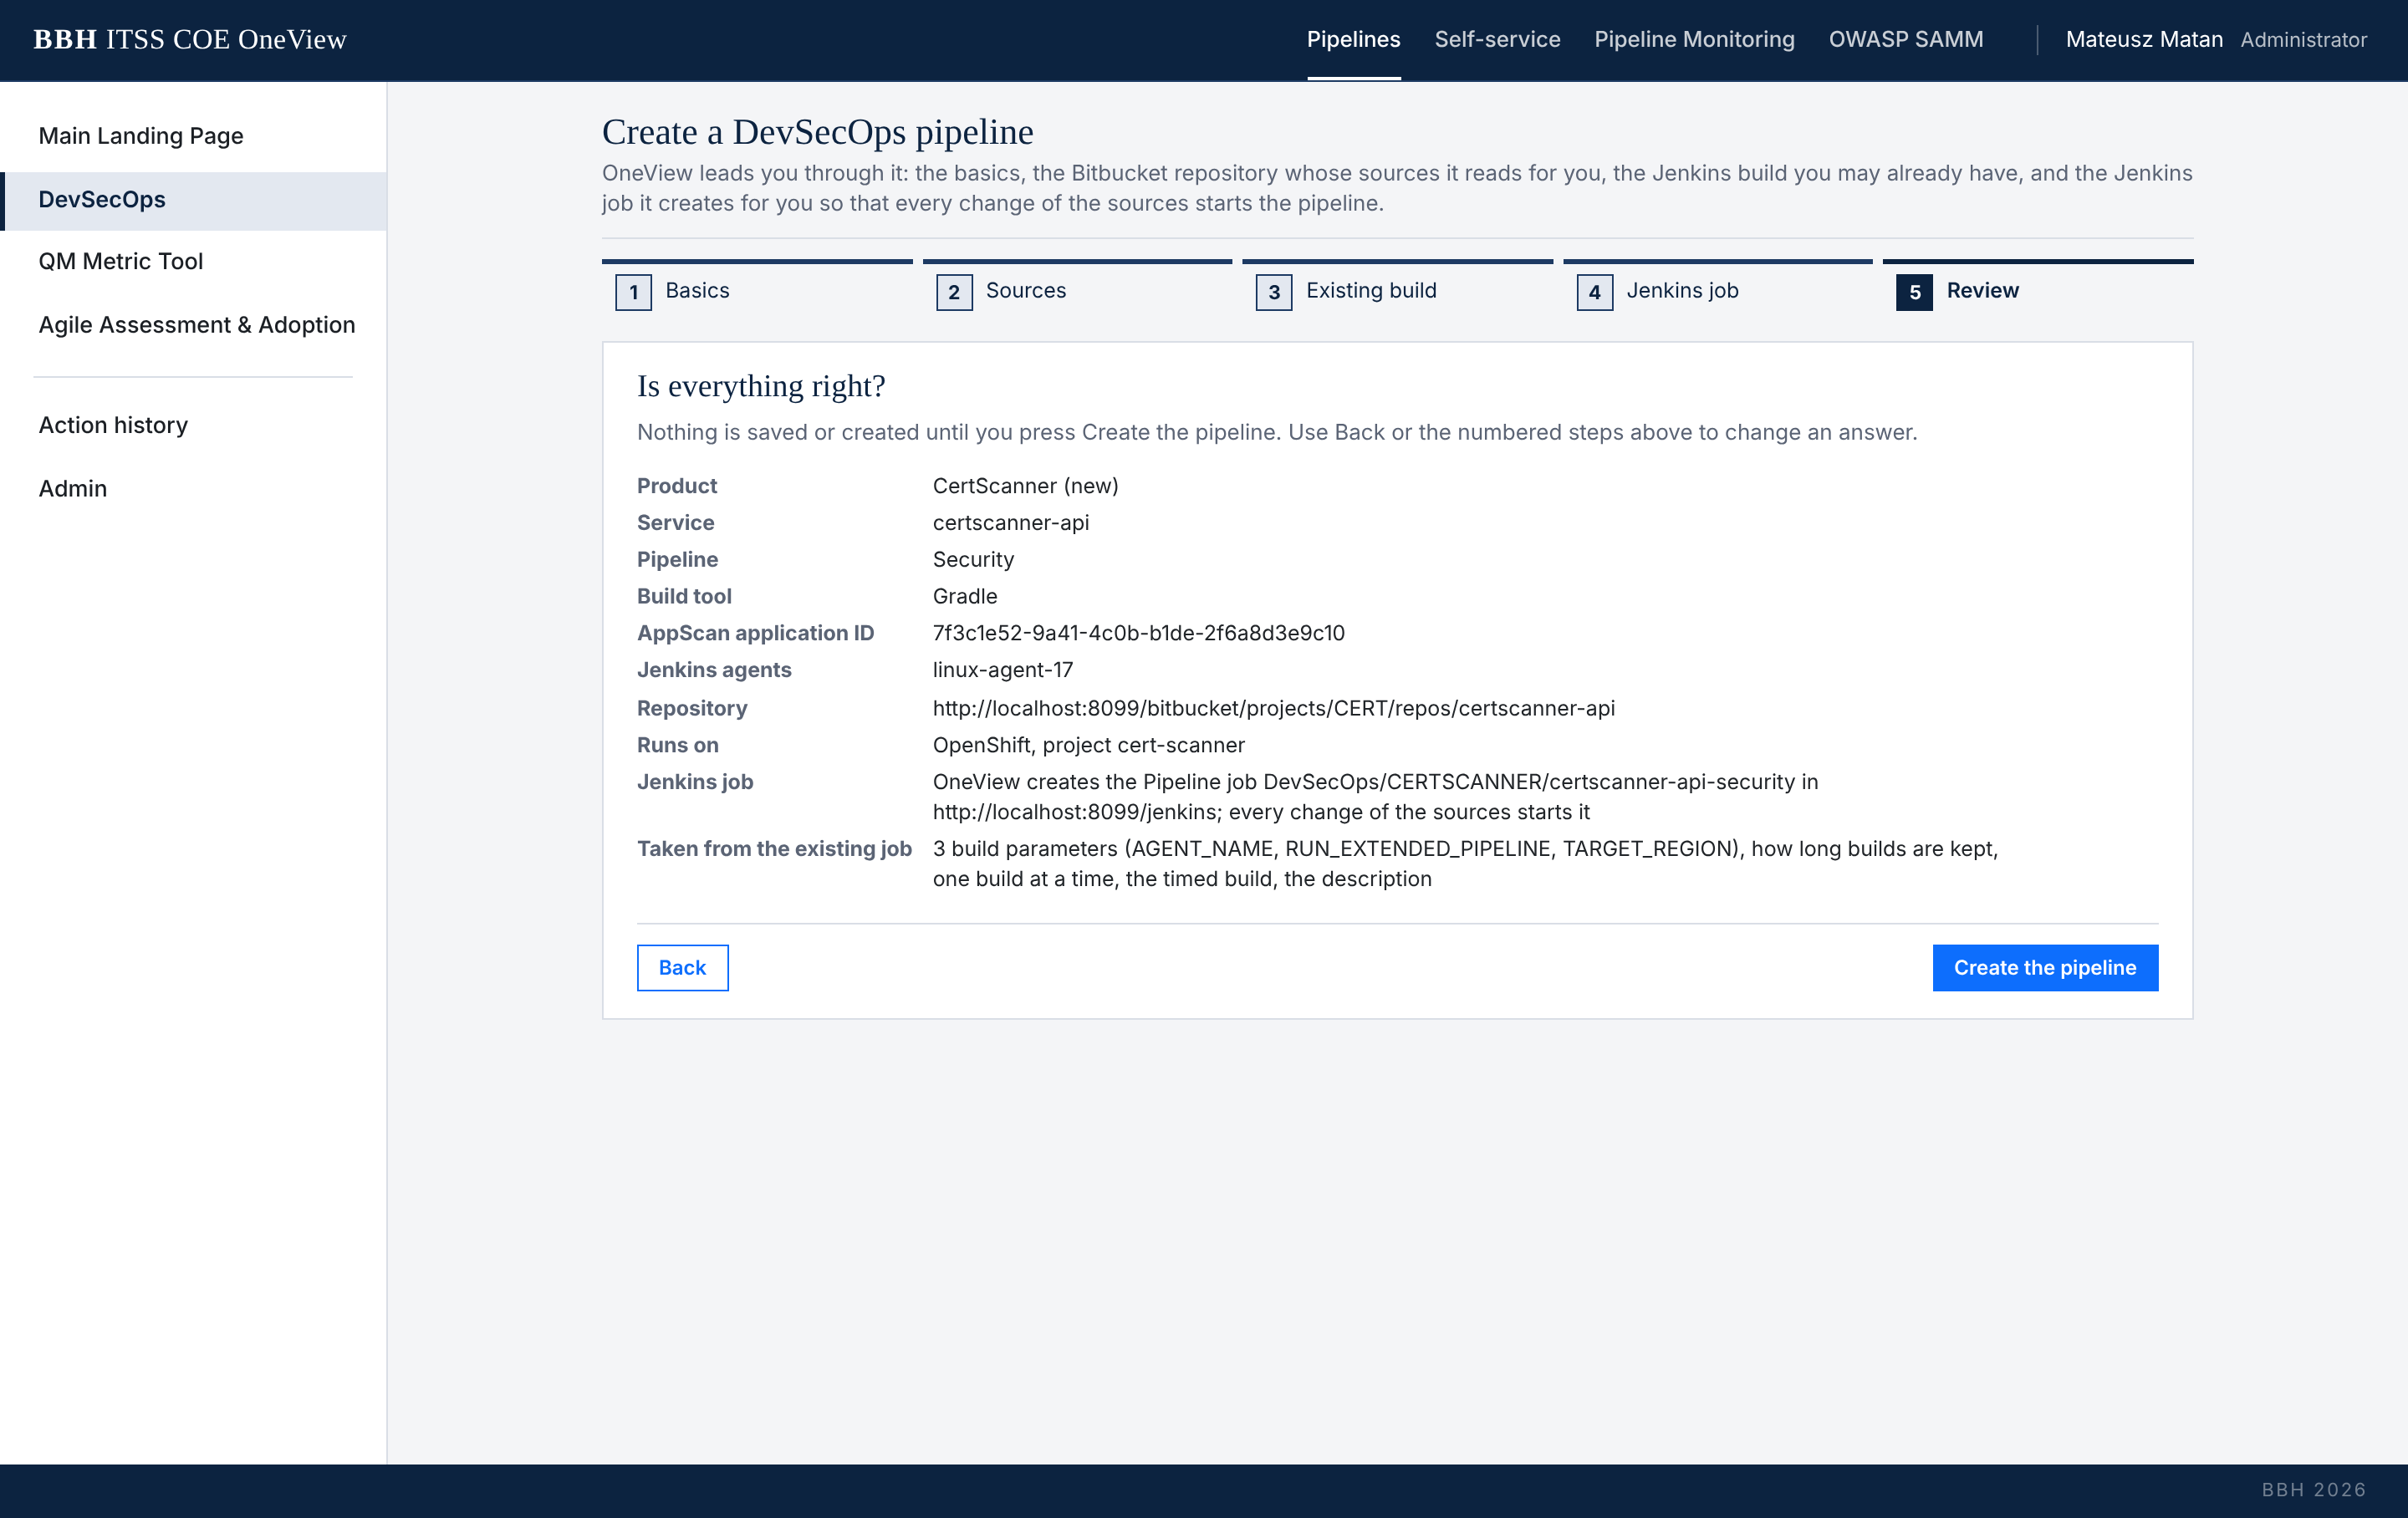 BBH ITSS COE OneView
Pipelines
Self-service
Pipeline Monitoring
OWASP SAMM
Mateusz Matan Administrator
Main Landing Page
DevSecOps
QM Metric Tool
Agile Assessment & Adoption
Action history
Admin
Create a DevSecOps pipeline
OneView leads you through it: the basics, the Bitbucket repository whose sources it reads for you, the Jenkins build you may already have, and the Jenkins
job it creates for you so that every change of the sources starts the pipeline.
1 Basics
2 Sources
3 Existing build
4 Jenkins job
5 Review
Is everything right?
Nothing is saved or created until you press Create the pipeline. Use Back or the numbered steps above to change an answer.
Product CertScanner (new)
Service certscanner-api
Pipeline Security
Build tool Gradle
AppScan application ID 7f3c1e52-9a41-4c0b-b1de-2f6a8d3e9c10
Jenkins agents linux-agent-17
Repository http://localhost:8099/bitbucket/projects/CERT/repos/certscanner-api
Runs on OpenShift, project cert-scanner
Jenkins job OneView creates the Pipeline job DevSecOps/CERTSCANNER/certscanner-api-security in
http://localhost:8099/jenkins; every change of the sources starts it
Taken from the existing job 3 build parameters (AGENT_NAME, RUN_EXTENDED_PIPELINE, TARGET_REGION), how long builds are kept,
one build at a time, the timed build, the description
Back
Create the pipeline
BBH 2026